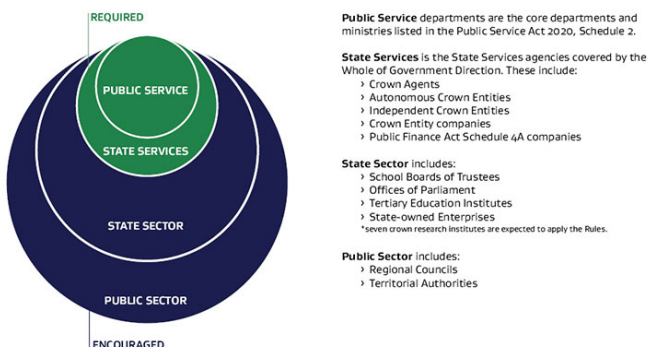 REQUIRED
PUBLIC SERVICE
STATE SERVICES
STATE SECTOR
PUBLIC SECTOR
ENCOURAGED
Public Service departments are the core departments and
ministries listed in the Public Service Act 2020, Schedule 2.
State Services is the State Services agencies covered by the
Whole of Government Direction. These include:
› Crown Agents
› Autonomous Crown Entities
› Independent Crown Entities
› Crown Entity companies
› Public Finance Act Schedule 4A companies
State Sector includes:
› School Boards of Trustees
› Offices of Parliament
› Tertiary Education Institutes
› State-owned Enterprises
*seven crown research institutes are expected to apply the Rules.
Public Sector includes:
› Regional Councils
› Territorial Authorities